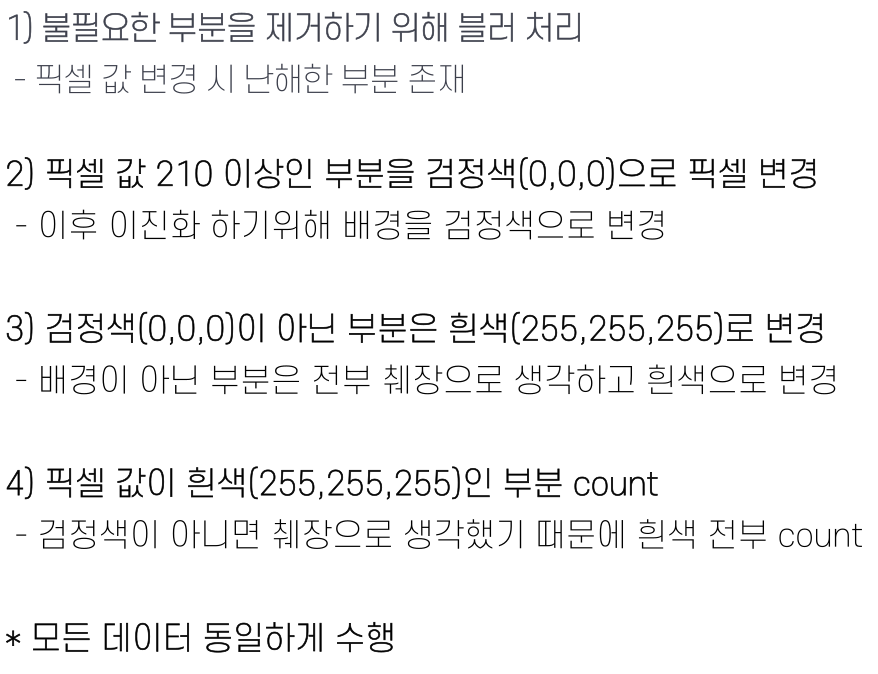 1) 불필요한 부분을 제거하기 위해 블러 처리
- 픽셀 값 변경 시 난해한 부분 존재
2) 픽셀 값 210 이상인 부분을 검정색(0,0,0)으로 픽셀 변경
- 이후 이진화 하기위해 배경을 검정색으로 변경
3) 검정색(0,0,0)이 아닌 부분은 흰색(255,255,255)로 변경
- 배경이 아닌 부분은 전부 췌장으로 생각하고 흰색으로 변경
4) 픽셀 값이 흰색(255,255,255)인 부분 count
- 검정색이 아니면 췌장으로 생각했기 때문에 흰색 전부 count
* 모든 데이터 동일하게 수행